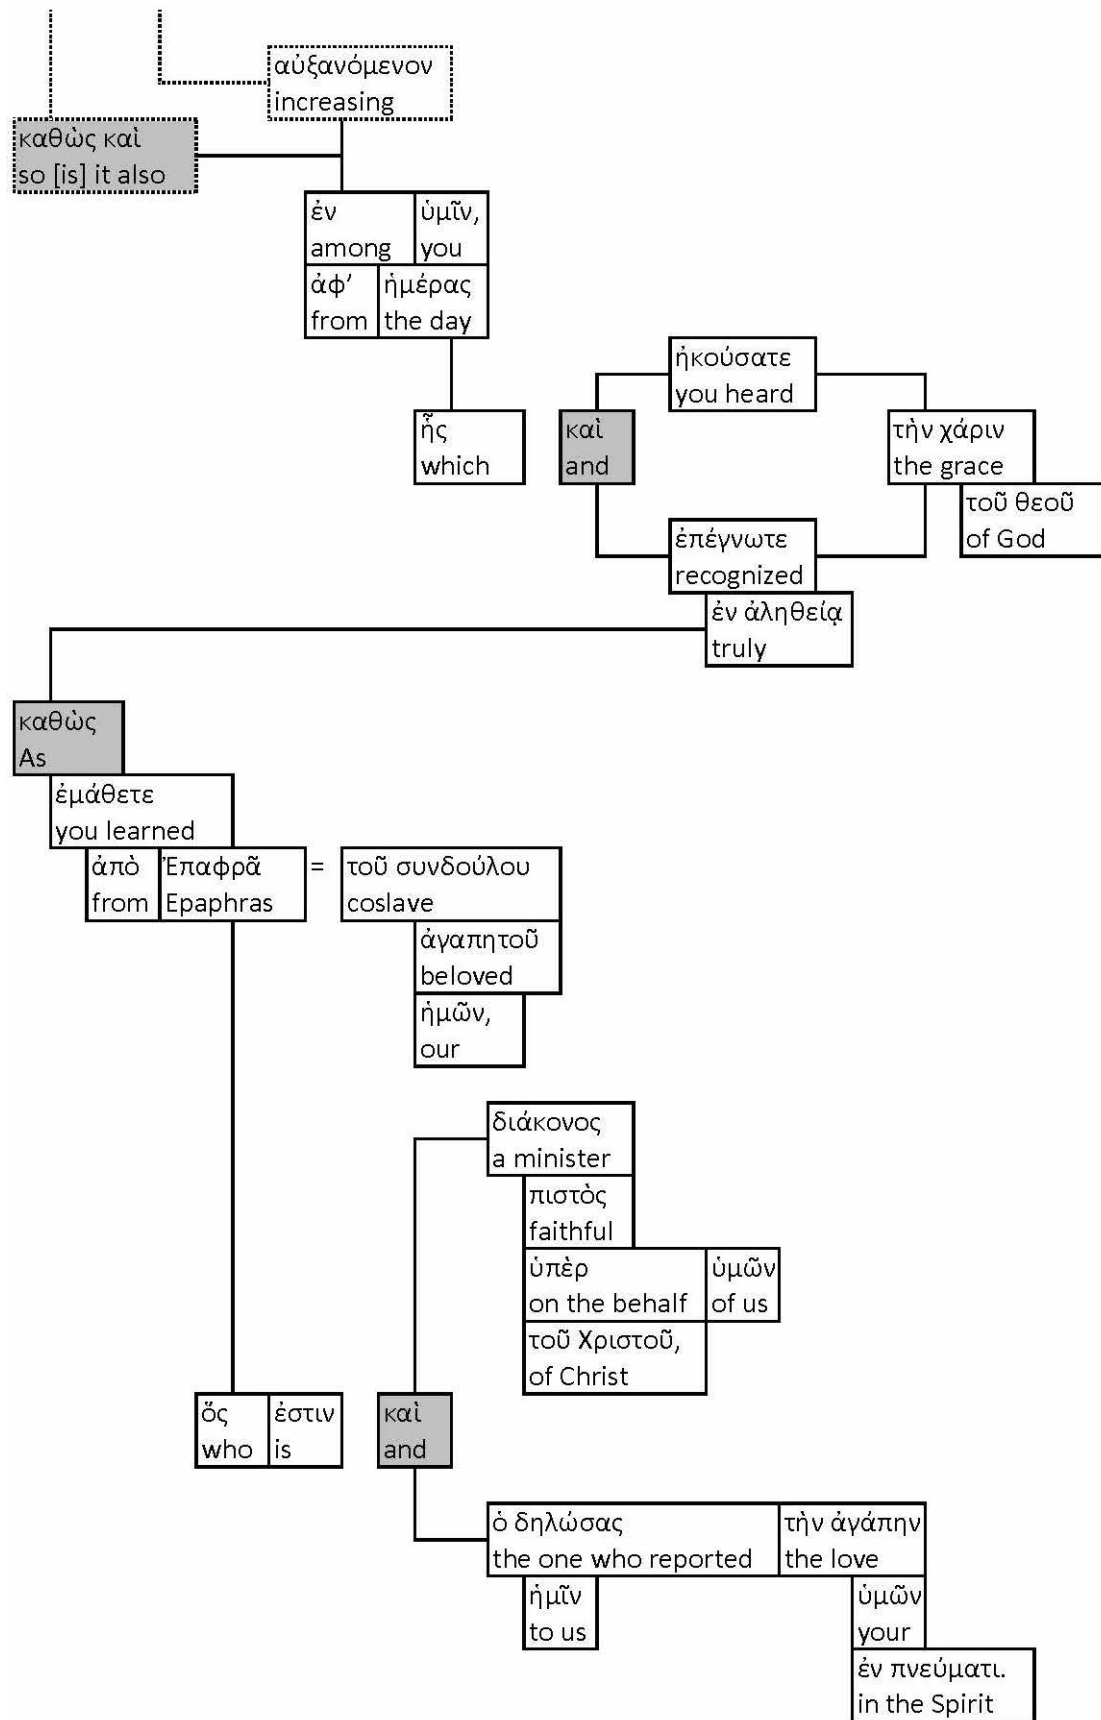 αὐξανόμενον
increasing
καθὼς καὶ
so [is] it also
ἐν ὑμῖν,
among you
ἀφ’ ἡμέρας
from the day
ἠκούσατε
you heard
ἧς καὶ τὴν χάριν
which and the grace
τοῦ θεοῦ
of God
ἐπέγνωτε
recognized
ἐν ἀληθείᾳ
truly
καθὼς
As
ἐμάθετε
you learned
ἀπὸ Ἐπαφρᾶ = τοῦ συνδούλου
from Epaphras coslave
ἀγαπητοῦ
beloved
ἡμῶν,
our
διάκονος
a minister
πιστὸς
faithful
ὑπὲρ ὑμῶν
on the behalf of us
τοῦ Χριστοῦ,
of Christ
ὅς ἐστιν καὶ
who is and
ὁ δηλώσας τὴν ἀγάπην
the one who reported the love
ἡμῖν ὑμῶν
to us your
ἐν πνεύματι.
in the Spirit